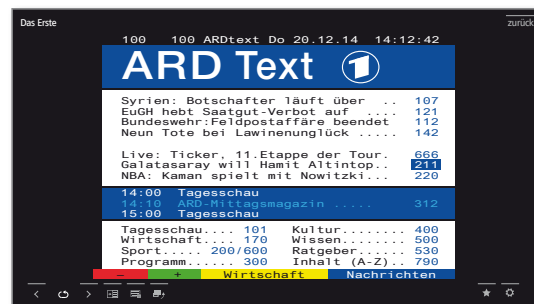 Das Erste
zurück
100 100 ARDtext Do 20.12.14 14:12:42
ARD Text 1
Syrien: Botschafter läuft über .. 107
EuGH hebt Saatgut-Verbot auf .... 121
Bundeswehr:Feldpostaffäre beendet 112
Neun Tote bei Lawinenunglück ..... 142
Live: Ticker, 11.Etappe der Tour. 666
Galatasaray will Hamit Altintop.. 211
NBA: Kaman spielt mit Nowitzki... 220
14:00 Tagesschau
14:10 ARD-Mittagsmagazin ..... 312
15:00 Tagesschau
Tagesschau.... 101 Kultur........ 400
Wirtschaft.... 170 Wissen........ 500
Sport..... 200/600 Ratgeber...... 530
Programm...... 300 Inhalt (A-Z).. 790
- + Wirtschaft Nachrichten